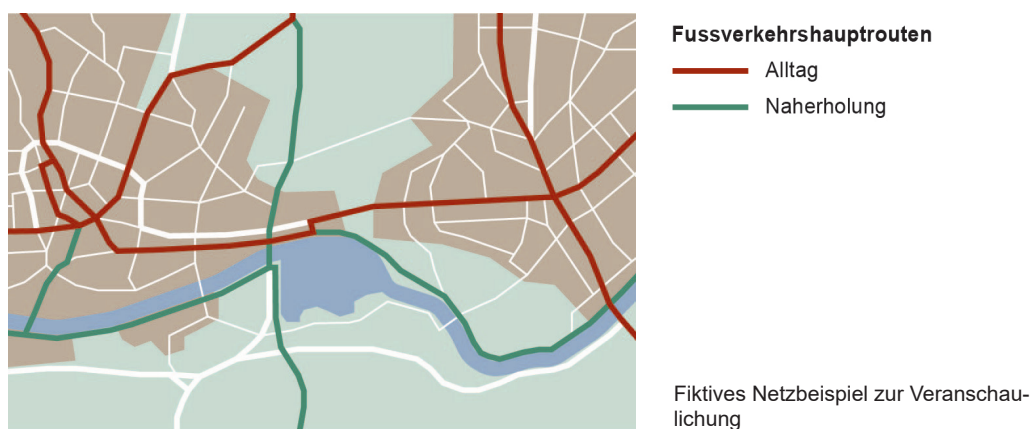 Fussverkehrshauptrouten
Alltag
Naherholung
Fiktives Netzbeispiel zur Veranschau-
lichung